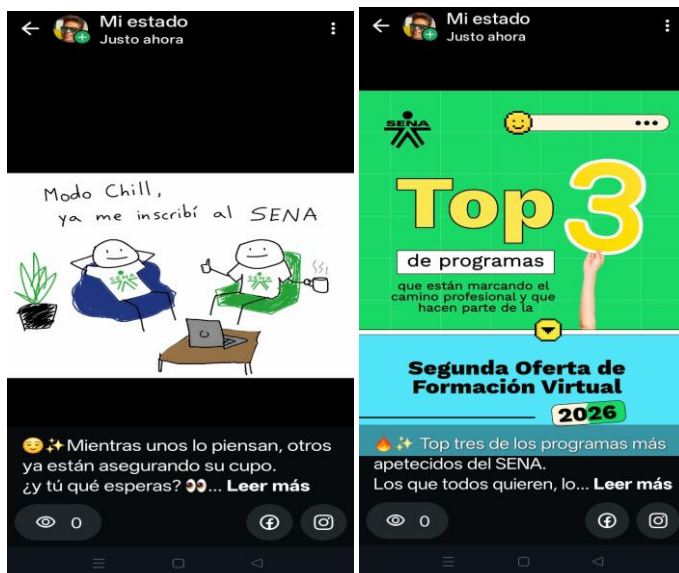 Mi estado
Justo ahora
Modo Chill,
ya me inscribí al SENA
SENA
SENA
😌✨Mientras unos lo piensan, otros
ya están asegurando su cupo.
¿y tú qué esperas? 👀... Leer más
0
Mi estado
Justo ahora
SENA
Top 3
de programas
que están marcando el
camino profesional y que
hacen parte de la
Segunda Oferta de
Formación Virtual
2026
🔥✨ Top tres de los programas más
apetecidos del SENA.
Los que todos quieren, lo... Leer más
0